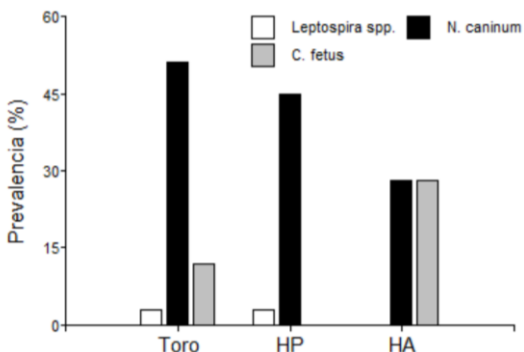 60
45
30
15
0
Prevalencia (%)
Leptospira spp.
N. caninum
C. fetus
Toro
HP
HA